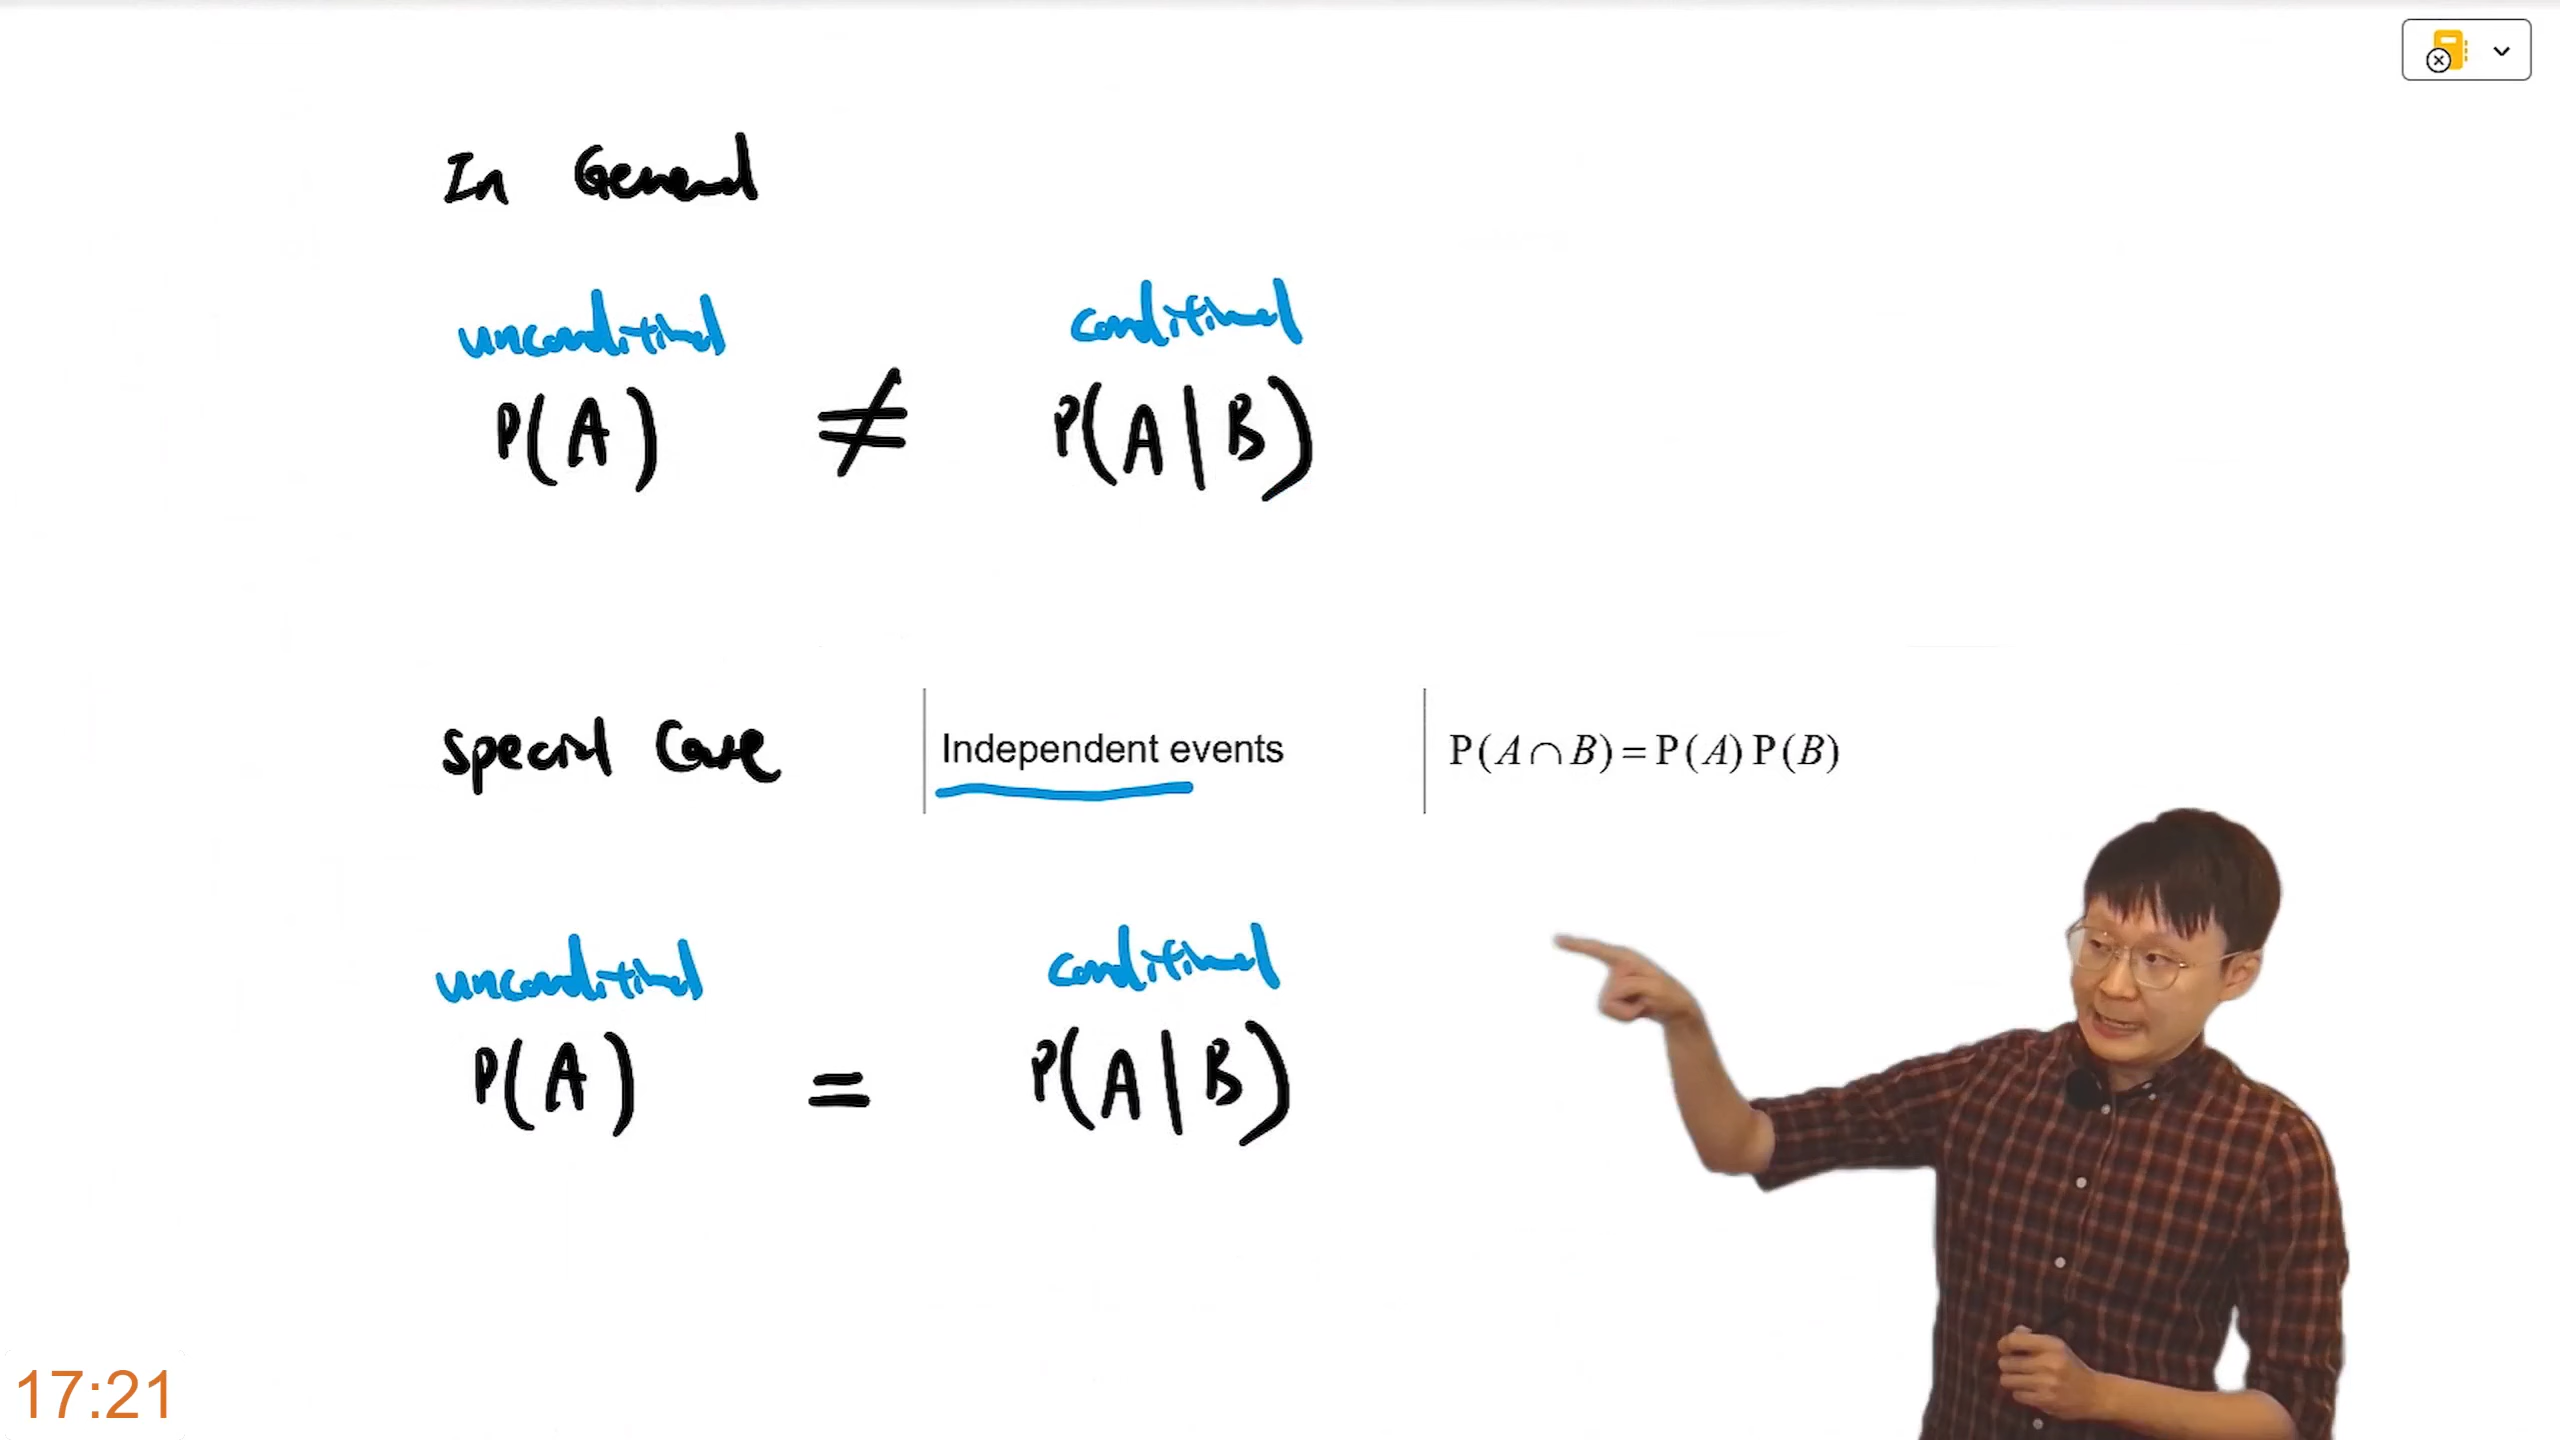 In General
unconditional conditional
P(A) ≠ P(A|B)
Special Case Independent events P(A∩B)=P(A)P(B)
unconditional conditional
P(A) = P(A|B)
17:21